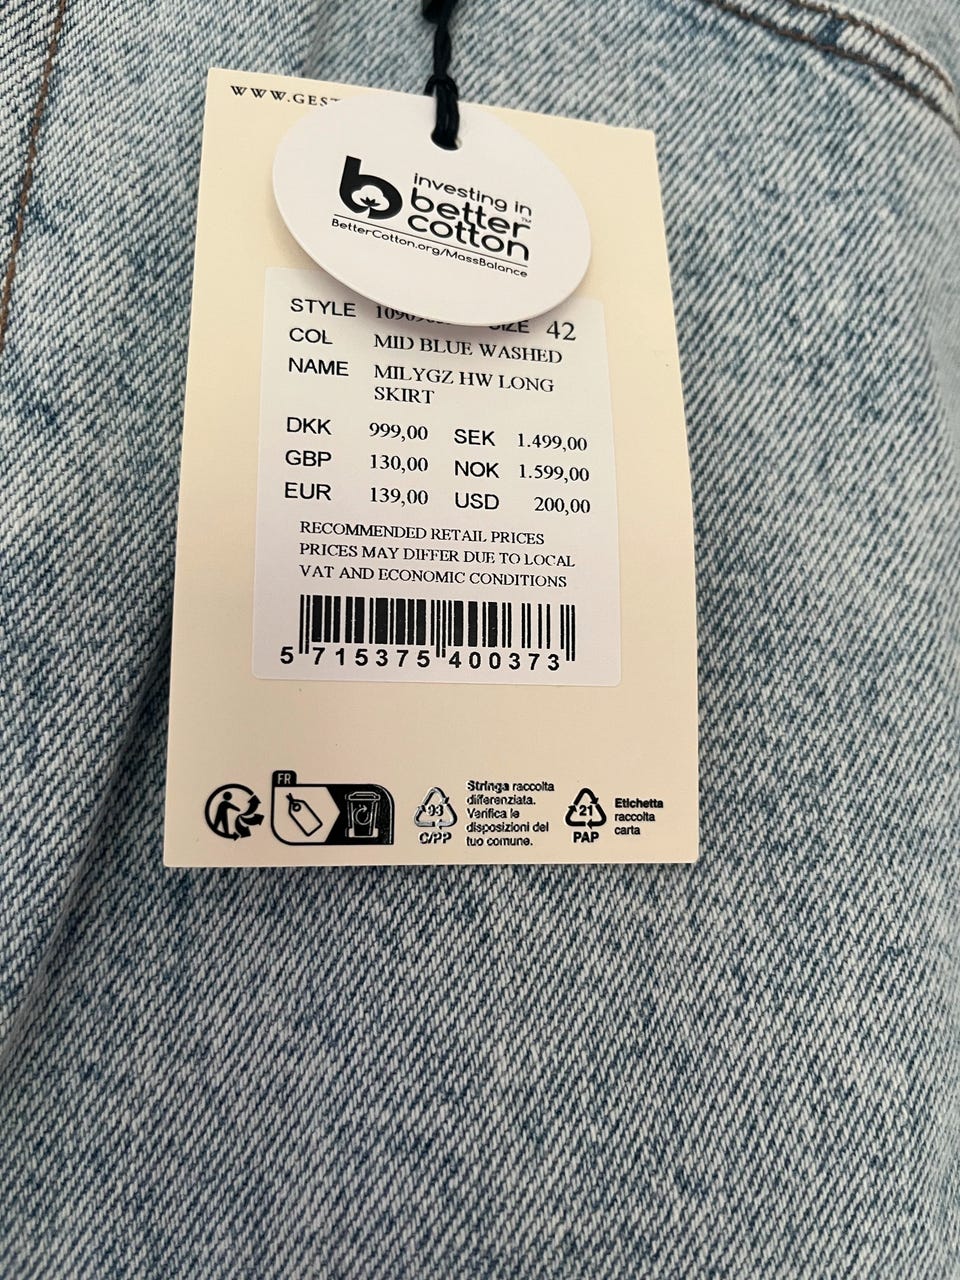 investing in
better™
cotton
BetterCotton.org/MassBalance
STYLE SIZE 42
COL MID BLUE WASHED
NAME MILYGZ HW LONG
SKIRT
DKK 999,00 SEK 1.499,00
GBP 130,00 NOK 1.599,00
EUR 139,00 USD 200,00
RECOMMENDED RETAIL PRICES
PRICES MAY DIFFER DUE TO LOCAL
VAT AND ECONOMIC CONDITIONS
5 715375 400373
FR
93
C/PP
Stringa raccolta
differenziata.
Verifica le
disposizioni del
tuo comune.
21
PAP
Etichetta
raccolta
carta